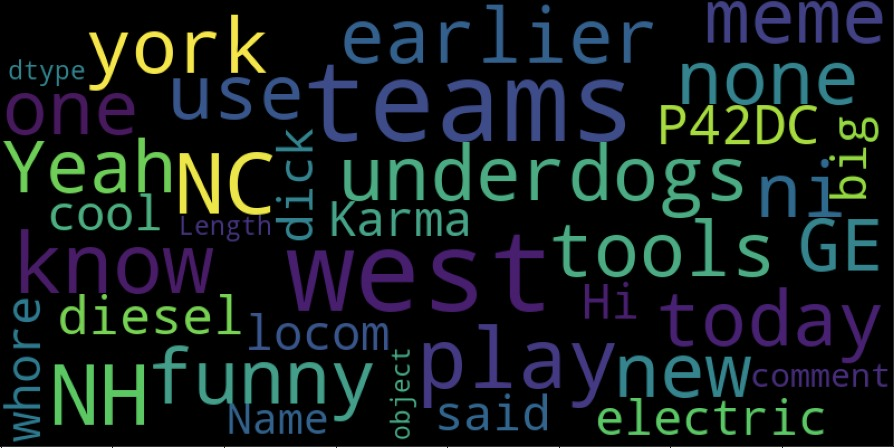 york
earlier
meme
dtype
use
teams
none
one
P42DC
big
Yeah
NC
dick
underdogs
ni
cool
Length
Karma
know
west
tools
GE
Hi
today
whore
diesel
locom
NH
funny
object
play
new
comment
Name
said
electric